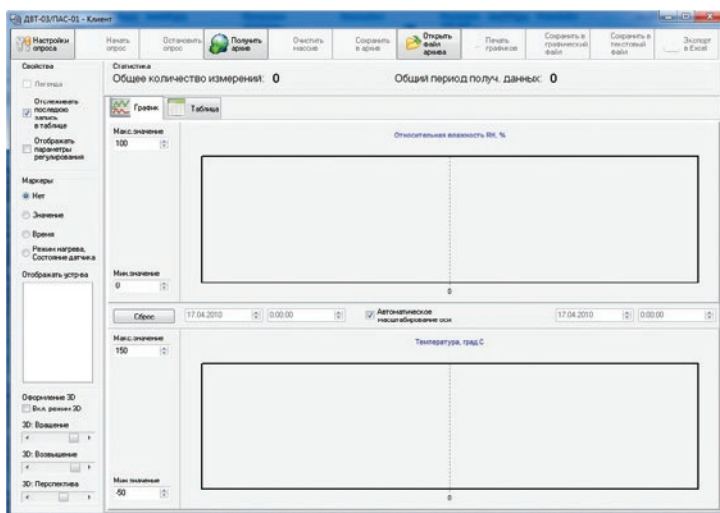 ДВТ-03/ПАС-01 - Клиент
Настройки опроса
Начать опрос
Остановить опрос
Получить архив
Очистить массив
Сохранить в архив
Открыть файл архива
Печать графиков
Сохранить в графический файл
Сохранить в текстовый файл
Экспорт в Excel
Свойства
Легенда
Отслеживать последнюю запись в таблице
Отображать параметры регулирования
Маркеры
Нет
Значение
Время
Режим нагрева, Состояние датчика
Отображать устр-ва
Оформление 3D
Вкл. режим 3D
3D: Вращение
3D: Возвышение
3D: Перспектива
Статистика
Общее количество измерений: 0
Общий период получ. данных: 0
График
Таблица
Макс.значение
100
Относительная влажность RH, %
Мин.значение
0
0
Сброс
17.04.2010
0:00:00
Автоматическое масштабирование оси
17.04.2010
0:00:00
Макс.значение
150
Температура, град.С
Мин.значение
-50
0